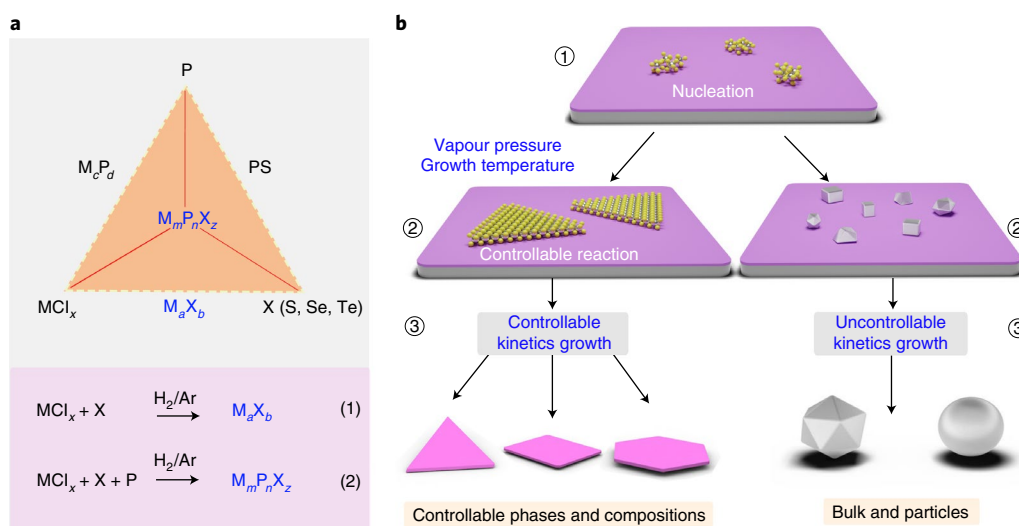 a
P
M_cP_d
PS
M_mP_nX_z
MCl_x
M_aX_b
X (S, Se, Te)
MCl_x + X H_2/Ar M_aX_b (1)
MCl_x + X + P H_2/Ar M_mP_nX_z (2)
b
①
Nucleation
Vapour pressure
Growth temperature
②
Controllable reaction
②
③
Controllable
kinetics growth
Uncontrollable
kinetics growth
③
Controllable phases and compositions
Bulk and particles